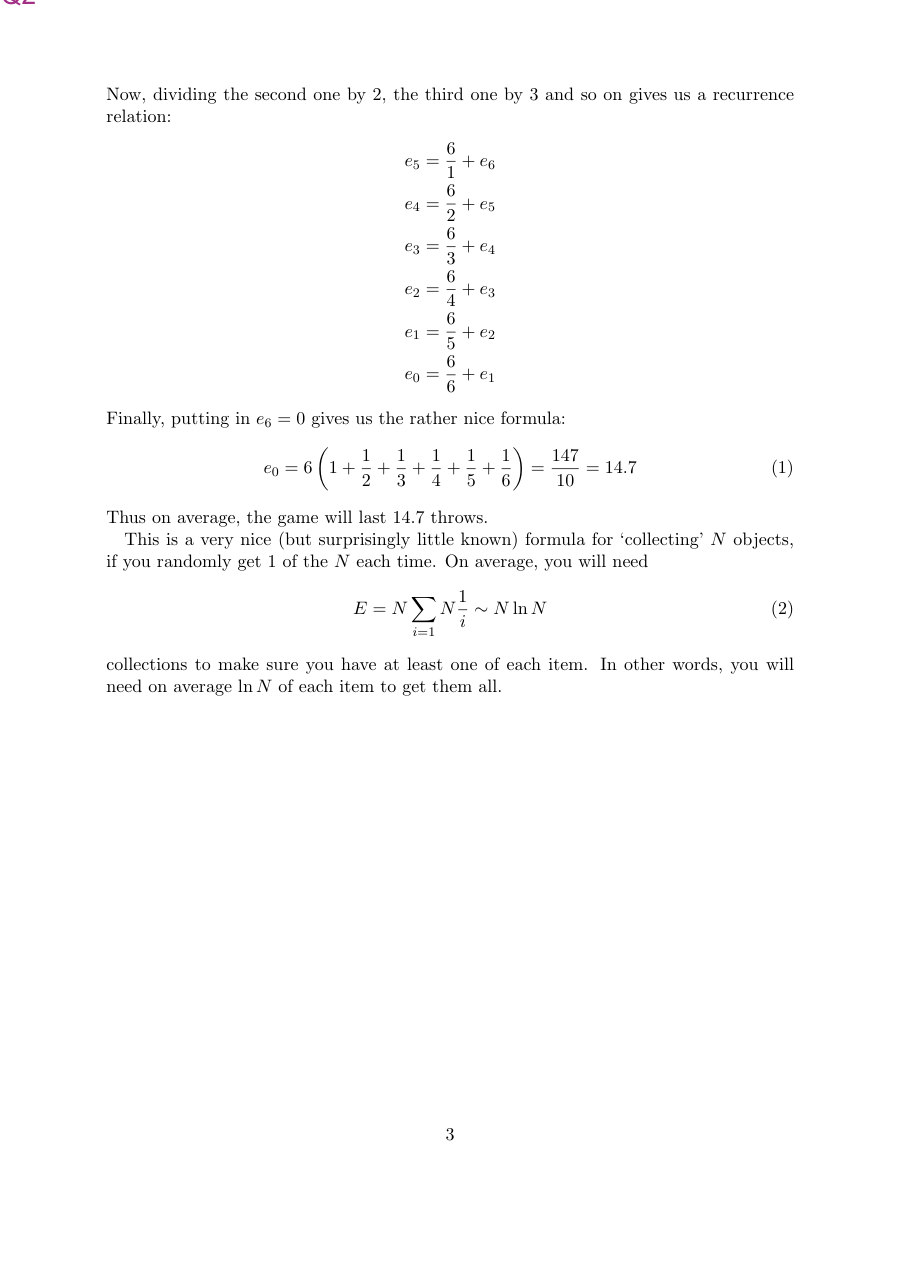 Q2
Now, dividing the second one by 2, the third one by 3 and so on gives us a recurrence
relation:
e₅ = 6/1 + e₆
e₄ = 6/2 + e₅
e₃ = 6/3 + e₄
e₂ = 6/4 + e₃
e₁ = 6/5 + e₂
e₀ = 6/6 + e₁
Finally, putting in e₆ = 0 gives us the rather nice formula:
e₀ = 6 (1 + 1/2 + 1/3 + 1/4 + 1/5 + 1/6) = 147/10 = 14.7 (1)
Thus on average, the game will last 14.7 throws.
This is a very nice (but surprisingly little known) formula for ‘collecting’ N objects,
if you randomly get 1 of the N each time. On average, you will need
E = N ∑_{i=1} N 1/i ∼ N ln N (2)
collections to make sure you have at least one of each item. In other words, you will
need on average ln N of each item to get them all.
3